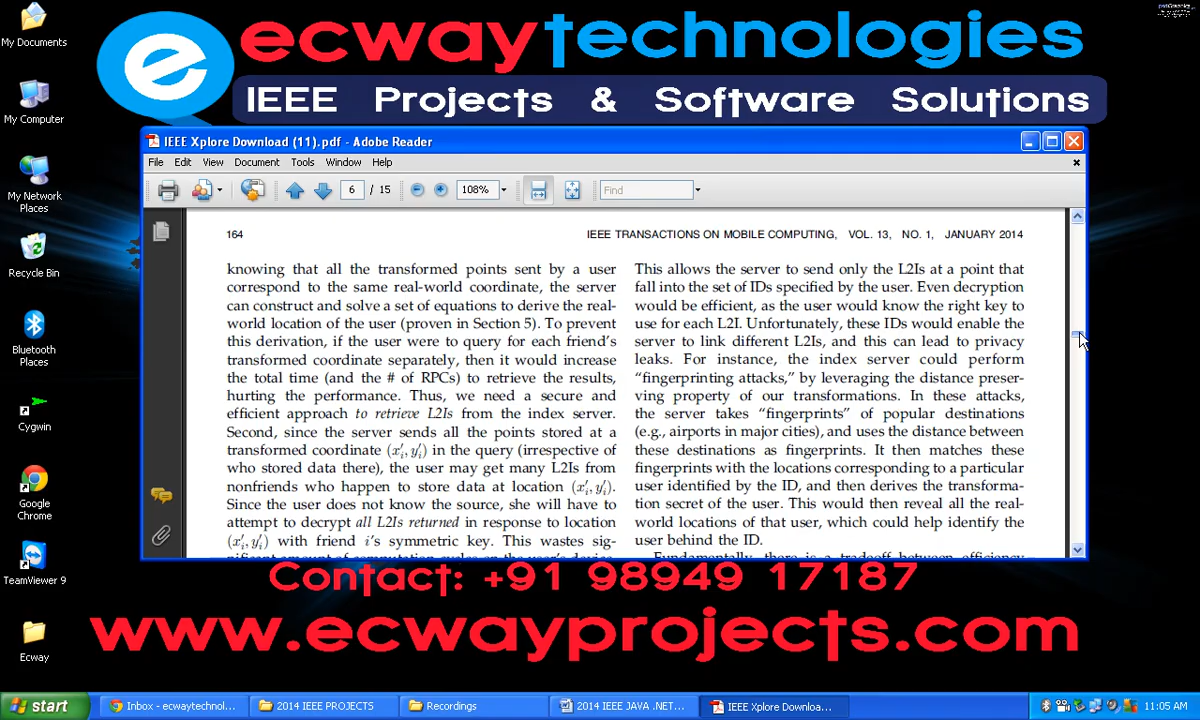 My Documents
My Computer
My Network
Places
Recycle Bin
Bluetooth
Places
Cygwin
Google
Chrome
TeamViewer 9
Ecway
e ecwaytechnologies
IEEE Projects & Software Solutions
IEEE Xplore Download (11).pdf - Adobe Reader
File Edit View Document Tools Window Help
6 / 15 108% Find
164 IEEE TRANSACTIONS ON MOBILE COMPUTING, VOL. 13, NO. 1, JANUARY 2014
knowing that all the transformed points sent by a user
correspond to the same real-world coordinate, the server
can construct and solve a set of equations to derive the real-
world location of the user (proven in Section 5). To prevent
this derivation, if the user were to query for each friend's
transformed coordinate separately, then it would increase
the total time (and the # of RPCs) to retrieve the results,
hurting the performance. Thus, we need a secure and
efficient approach to retrieve L2Is from the index server.
Second, since the server sends all the points stored at a
transformed coordinate (x′i, y′i) in the query (irrespective of
who stored data there), the user may get many L2Is from
nonfriends who happen to store data at location (x′i, y′i).
Since the user does not know the source, she will have to
attempt to decrypt all L2Is returned in response to location
(x′i, y′i) with friend i's symmetric key. This wastes sig-
nificant amount of computation cycles on the user's device
This allows the server to send only the L2Is at a point that
fall into the set of IDs specified by the user. Even decryption
would be efficient, as the user would know the right key to
use for each L2I. Unfortunately, these IDs would enable the
server to link different L2Is, and this can lead to privacy
leaks. For instance, the index server could perform
“fingerprinting attacks,” by leveraging the distance preser-
ving property of our transformations. In these attacks,
the server takes “fingerprints” of popular destinations
(e.g., airports in major cities), and uses the distance between
these destinations as fingerprints. It then matches these
fingerprints with the locations corresponding to a particular
user identified by the ID, and then derives the transforma-
tion secret of the user. This would then reveal all the real-
world locations of that user, which could help identify the
user behind the ID.
Fundamentally, there is a tradeoff between efficiency
Contact: +91 98949 17187
www.ecwayprojects.com
start Inbox - ecwaytechnol... 2014 IEEE PROJECTS Recordings 2014 IEEE JAVA .NET... IEEE Xplore Downloa... 11:05 AM